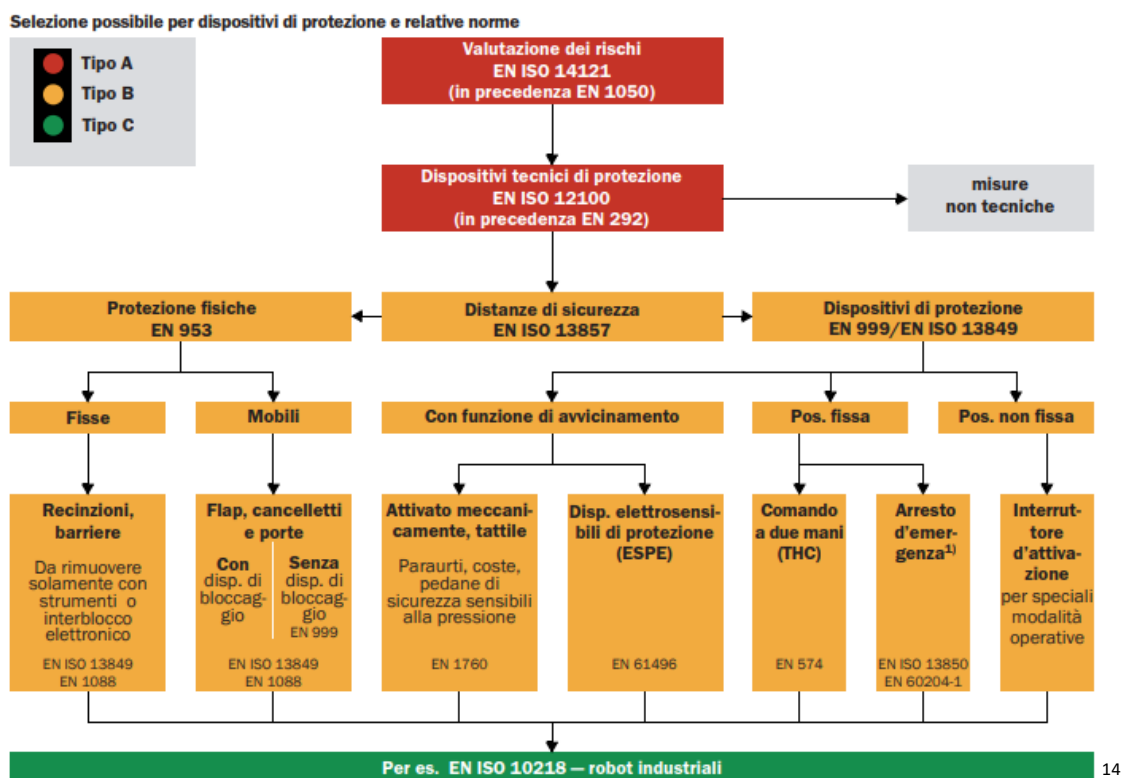 Selezione possibile per dispositivi di protezione e relative norme
Tipo A
Tipo B
Tipo C
Valutazione dei rischi
EN ISO 14121
(in precedenza EN 1050)
Dispositivi tecnici di protezione
EN ISO 12100
(in precedenza EN 292)
misure
non tecniche
Protezione fisiche
EN 953
Distanze di sicurezza
EN ISO 13857
Dispositivi di protezione
EN 999/EN ISO 13849
Fisse
Mobili
Con funzione di avvicinamento
Pos. fissa
Pos. non fissa
Recinzioni,
barriere
Da rimuovere
solamente con
strumenti o
interblocco
elettronico
EN ISO 13849
EN 1088
Flap, cancelletti
e porte
Con
disp. di
bloccag-
gio
Senza
disp. di
bloccag-
gio
EN 999
EN ISO 13849
EN 1088
Attivato meccani-
camente, tattile
Paraurti, coste,
pedane di
sicurezza sensibili
alla pressione
EN 1760
Disp. elettrosensi-
bili di protezione
(ESPE)
EN 61496
Comando
a due mani
(THC)
EN 574
Arresto
d'emer-
genza1)
EN ISO 13850
EN 60204-1
Interrut-
tore
d'attiva-
zione
per speciali
modalità
operative
Per es. EN ISO 10218 — robot industriali
14